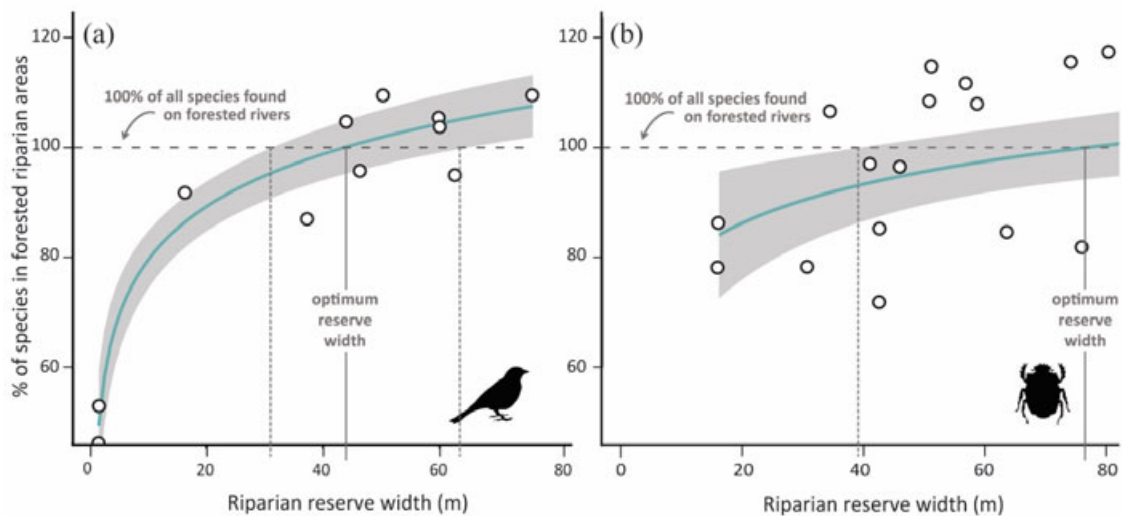 % of species in forested riparian areas
(a)
120
100
80
60
100% of all species found
on forested rivers
optimum
reserve
width
0
20
40
60
80
Riparian reserve width (m)
(b)
120
100
80
60
100% of all species found
on forested rivers
optimum
reserve
width
0
20
40
60
80
Riparian reserve width (m)